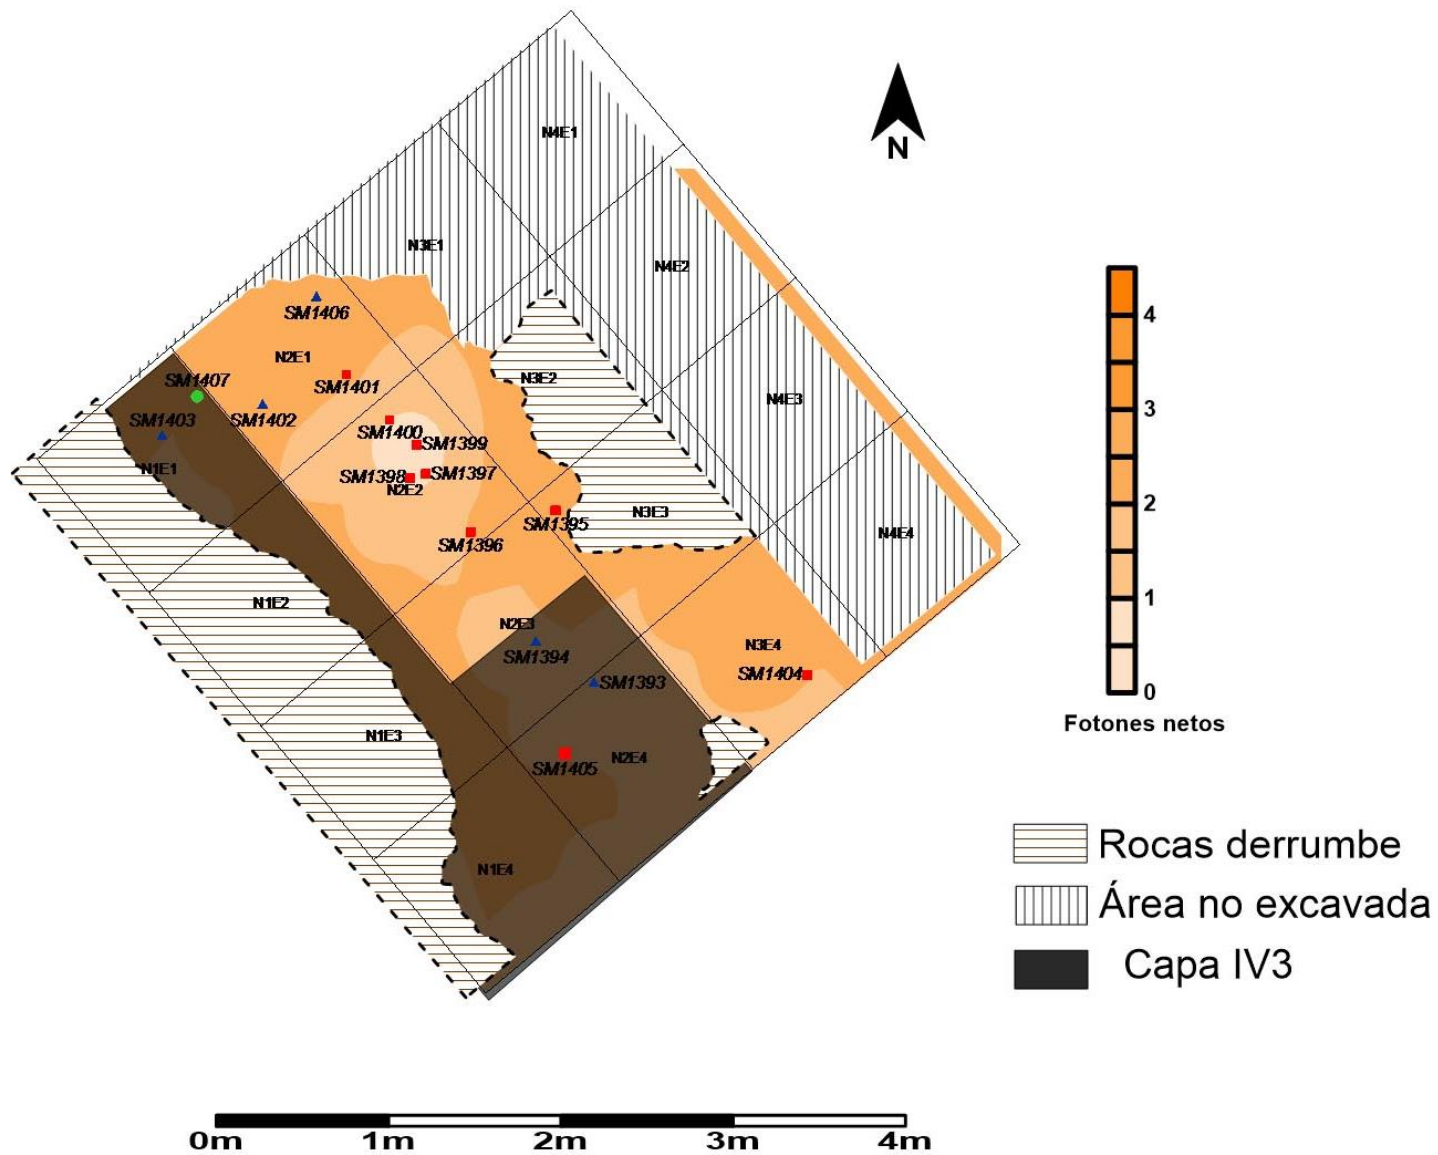 N4E1
N
N3E1
N4E2
SM1406
N2E1
SM1407
SM1401
N3E2
N4E3
SM1403
SM1402
SM1400
SM1399
N1E1
SM1398
SM1397
N2E2
N3E3
SM1395
N4E4
SM1396
N1E2
N2E3
N3E4
SM1394
SM1404
SM1393
N1E3
N2E4
SM1405
N1E4
4
3
2
1
0
Fotones netos
Rocas derrumbe
Área no excavada
Capa IV3
0m 1m 2m 3m 4m